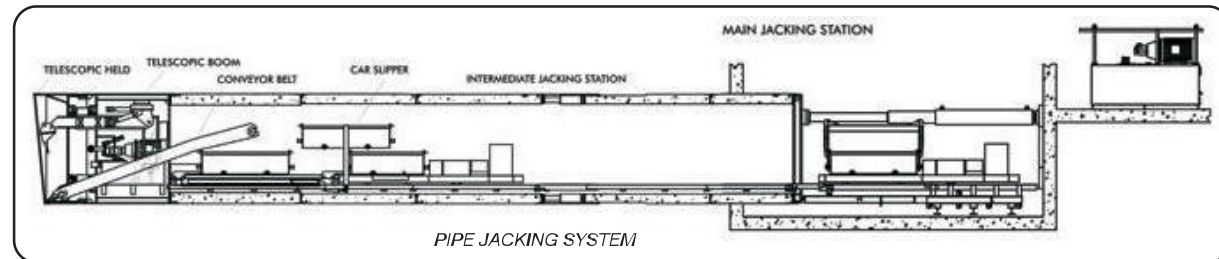 MAIN JACKING STATION
TELESCOPIC HELD
TELESCOPIC BOOM
CONVEYOR BELT
CAR SLIPPER
INTERMEDIATE JACKING STATION
PIPE JACKING SYSTEM